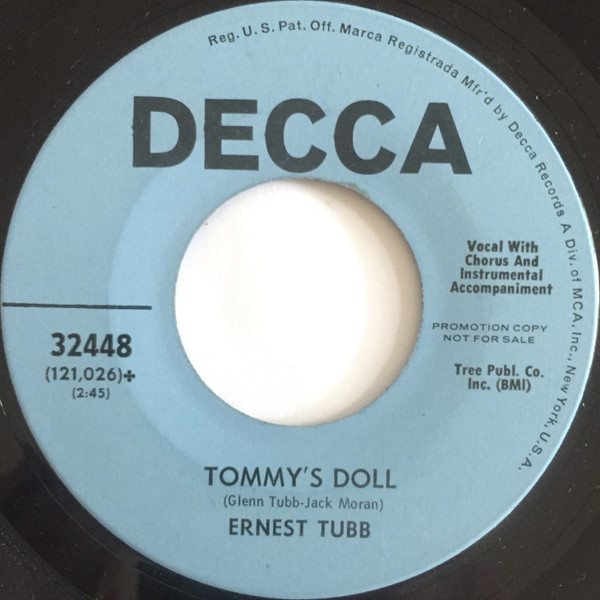 Reg. U.S. Pat. Off. Marca Registrada Mfr'd by Decca Records A Div. of MCA, Inc., New York, U.S.A.
DECCA
Vocal With
Chorus And
Instrumental
Accompaniment
PROMOTION COPY
NOT FOR SALE
32448
(121,026)✢
(2:45)
Tree Publ. Co.
Inc. (BMI)
TOMMY'S DOLL
(Glenn Tubb-Jack Moran)
ERNEST TUBB